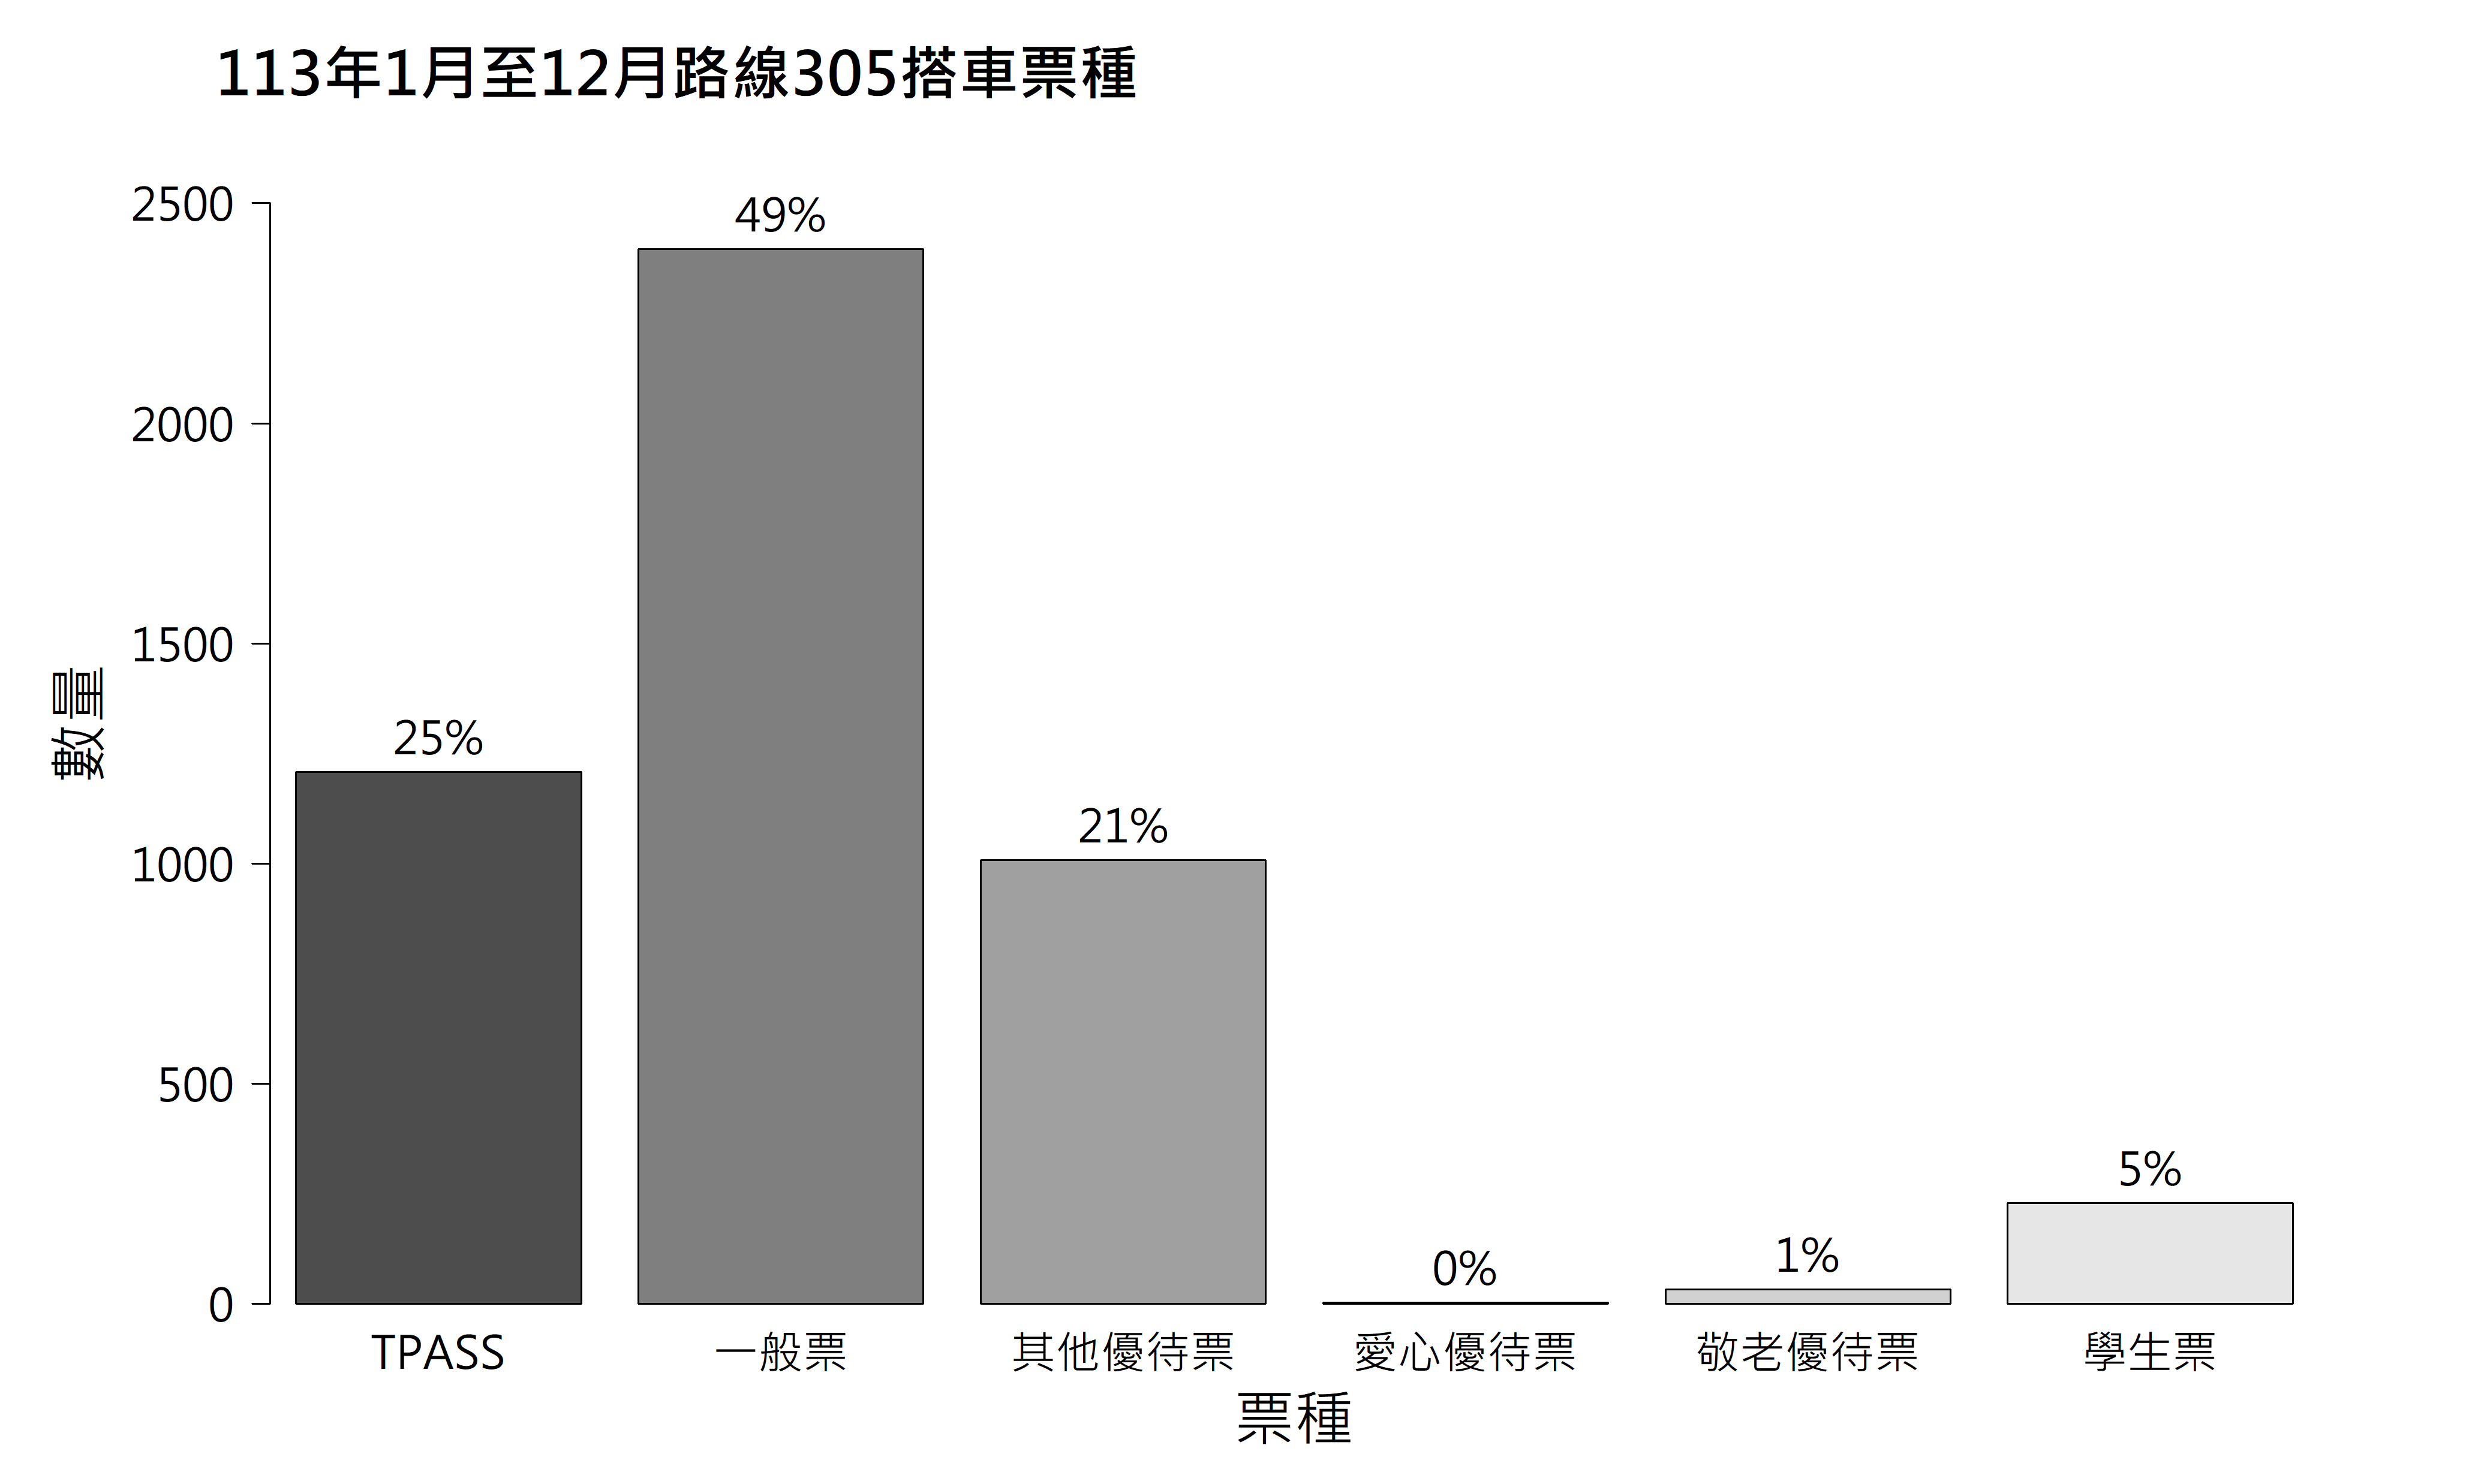 113年1月至12月路線305搭車票種
數量
2500
2000
1500
1000
500
0
25%
49%
21%
0%
1%
5%
TPASS
一般票
其他優待票
愛心優待票
敬老優待票
學生票
票種